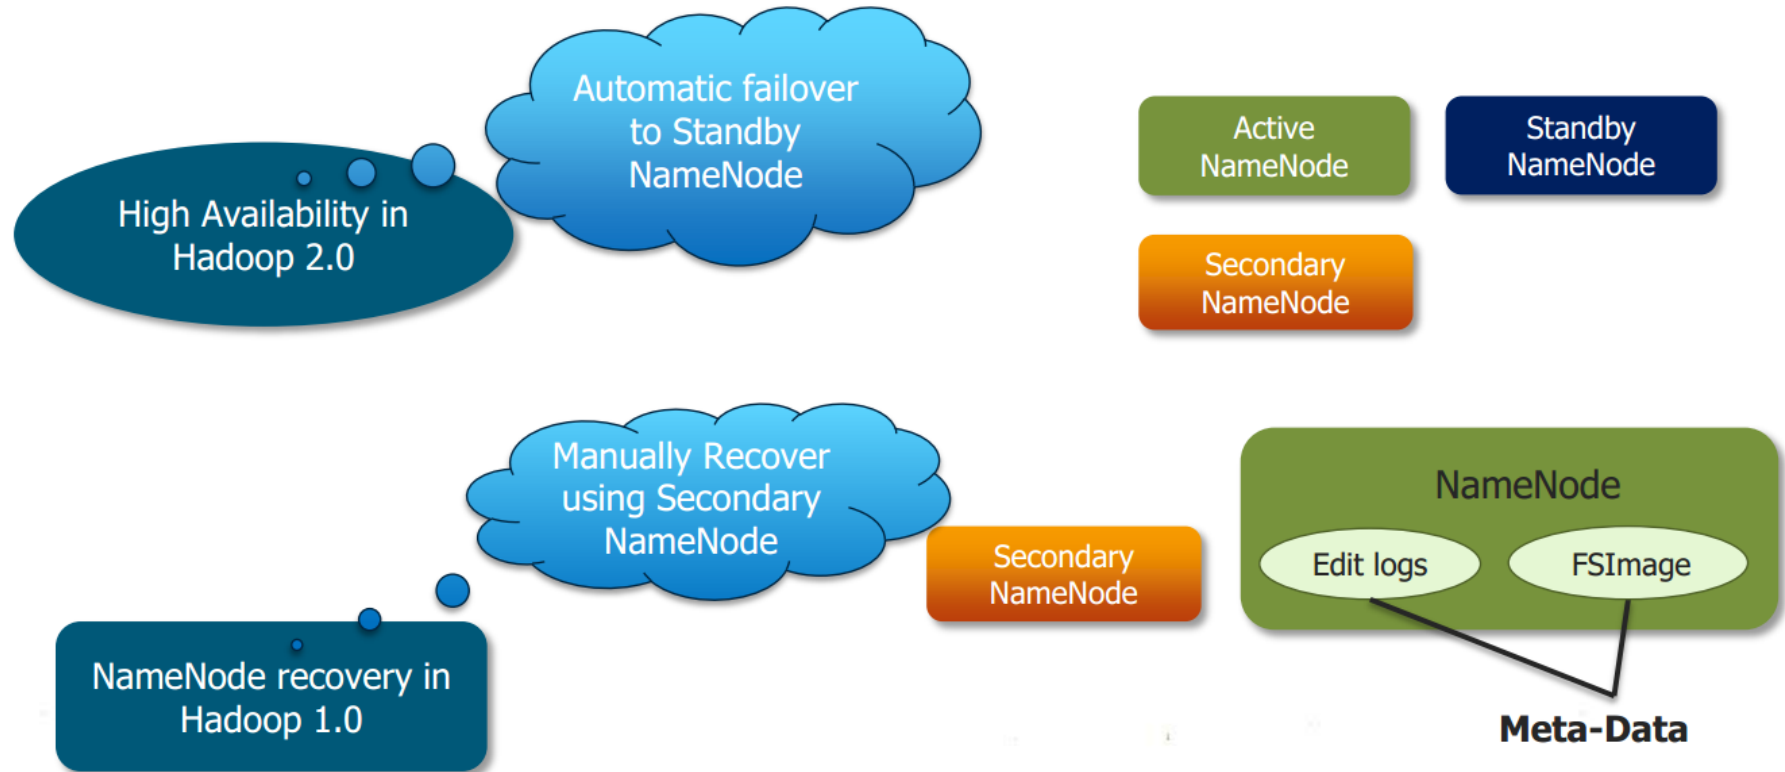 Automatic failover
to Standby
NameNode
High Availability in
Hadoop 2.0
Active
NameNode
Standby
NameNode
Secondary
NameNode
Manually Recover
using Secondary
NameNode
NameNode recovery in
Hadoop 1.0
Secondary
NameNode
NameNode
Edit logs
FSImage
Meta-Data